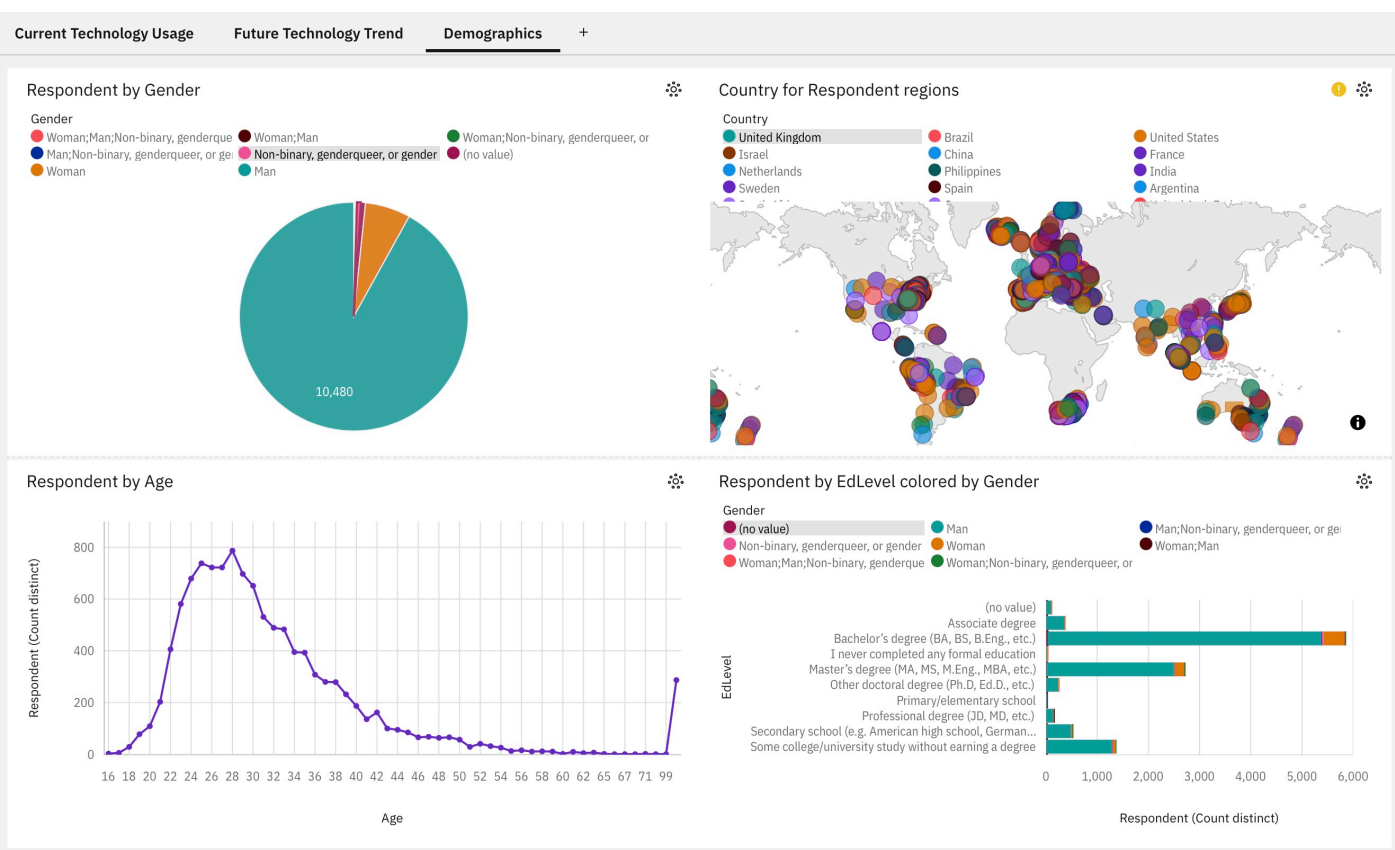 Current Technology Usage Future Technology Trend Demographics +
Respondent by Gender
Gender
Woman;Man;Non-binary, genderque Woman;Man Woman;Non-binary, genderqueer, or
Man;Non-binary, genderqueer, or ge Non-binary, genderqueer, or gender (no value)
Woman Man
10,480
Country for Respondent regions
Country
United Kingdom Brazil United States
Israel China France
Netherlands Philippines India
Sweden Spain Argentina
Respondent by Age
Respondent (Count distinct)
800
600
400
200
0
16 18 20 22 24 26 28 30 32 34 36 38 40 42 44 46 48 50 52 54 56 58 60 62 65 67 71 99
Age
Respondent by EdLevel colored by Gender
Gender
(no value) Man Man;Non-binary, genderqueer, or ge
Non-binary, genderqueer, or gender Woman Woman;Man
Woman;Man;Non-binary, genderque Woman;Non-binary, genderqueer, or
EdLevel
(no value)
Associate degree
Bachelor's degree (BA, BS, B.Eng., etc.)
I never completed any formal education
Master's degree (MA, MS, M.Eng., MBA, etc.)
Other doctoral degree (Ph.D, Ed.D., etc.)
Primary/elementary school
Professional degree (JD, MD, etc.)
Secondary school (e.g. American high school, German...
Some college/university study without earning a degree
0 1,000 2,000 3,000 4,000 5,000 6,000
Respondent (Count distinct)